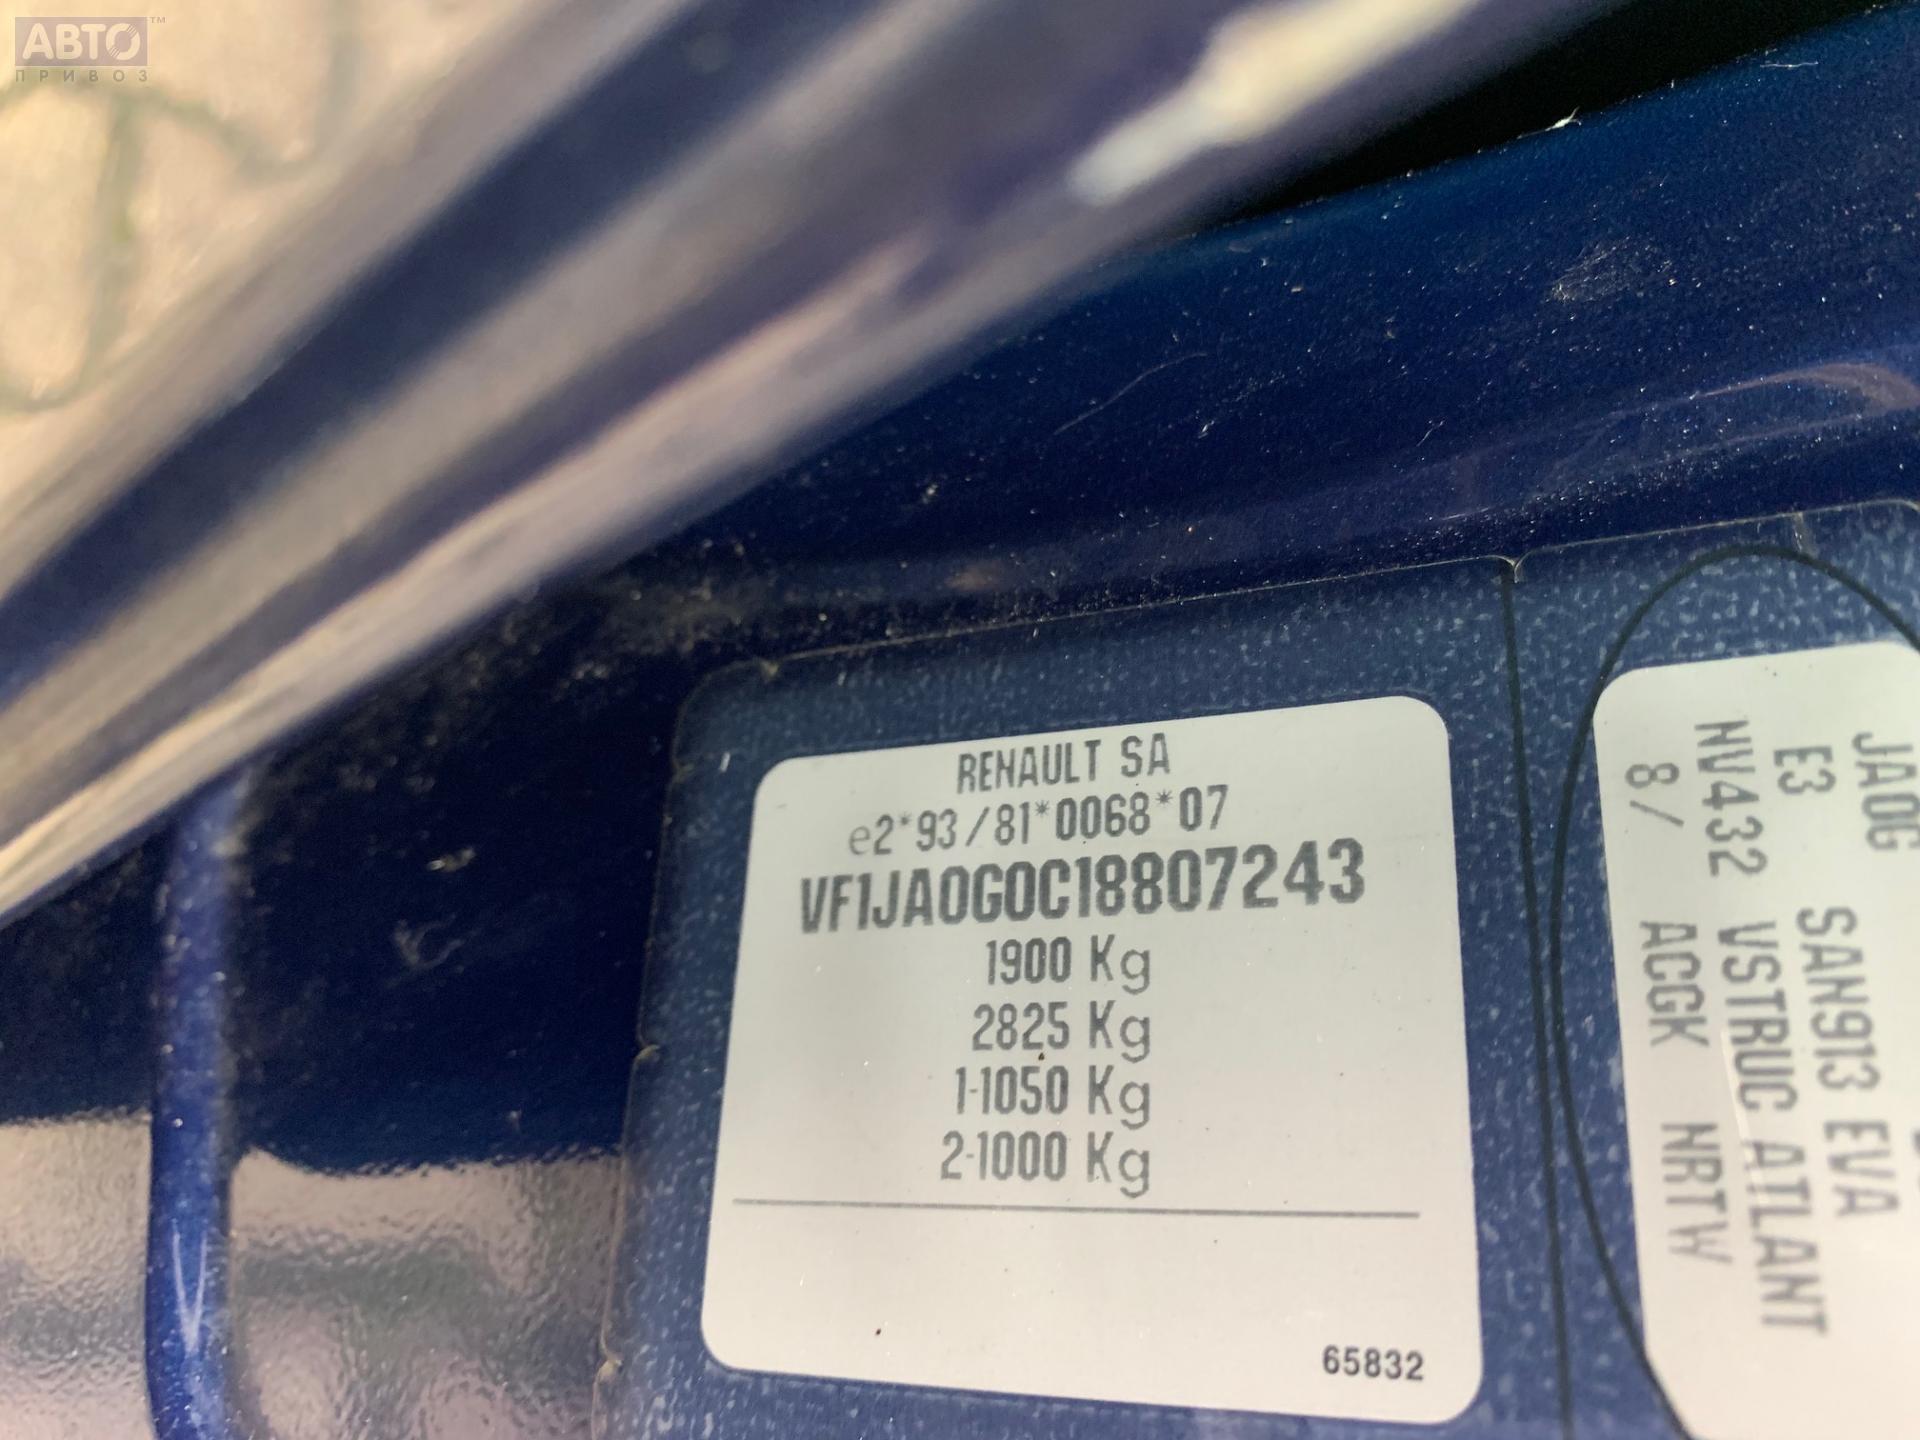 АВТО™
ПРИВОЗ
RENAULT SA
e2*93/81*0068*07
VF1JA0G0C18807243
1900 Kg
2825 Kg
1-1050 Kg
2-1000 Kg
65832
JA0G
E3 SAN913 EVA
NV432 VSTRUC ATLANT
8/ ACGK NRTW